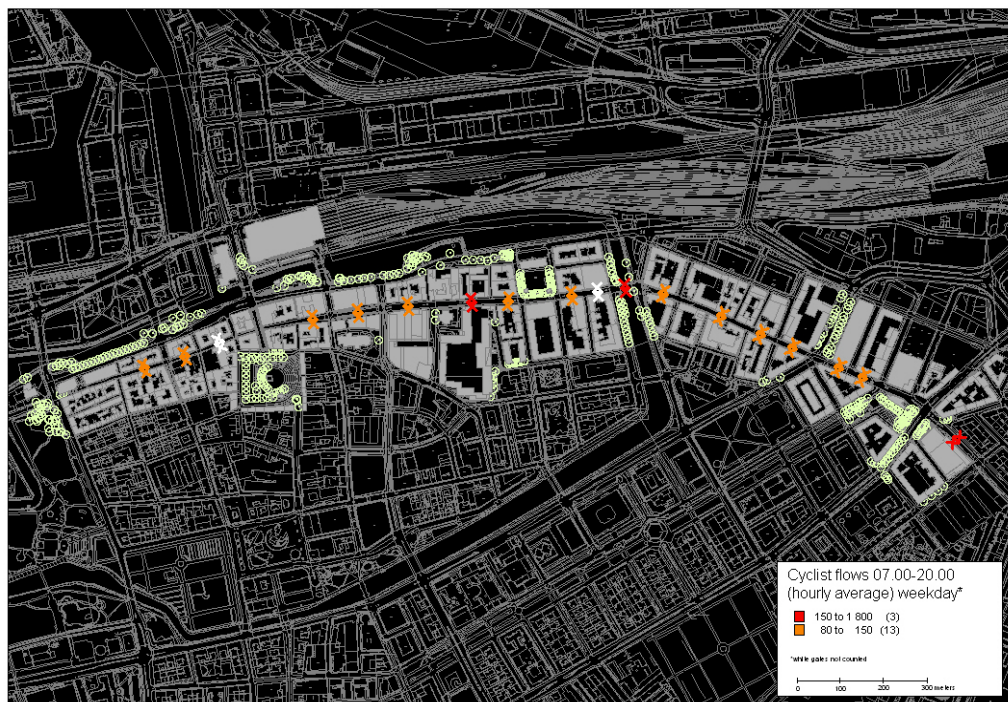 Cyclist flows 07.00-20.00
(hourly average) weekday*
150 to 1 800 (3)
80 to 150 (13)
*white gates not counted
0 100 200 300 meters